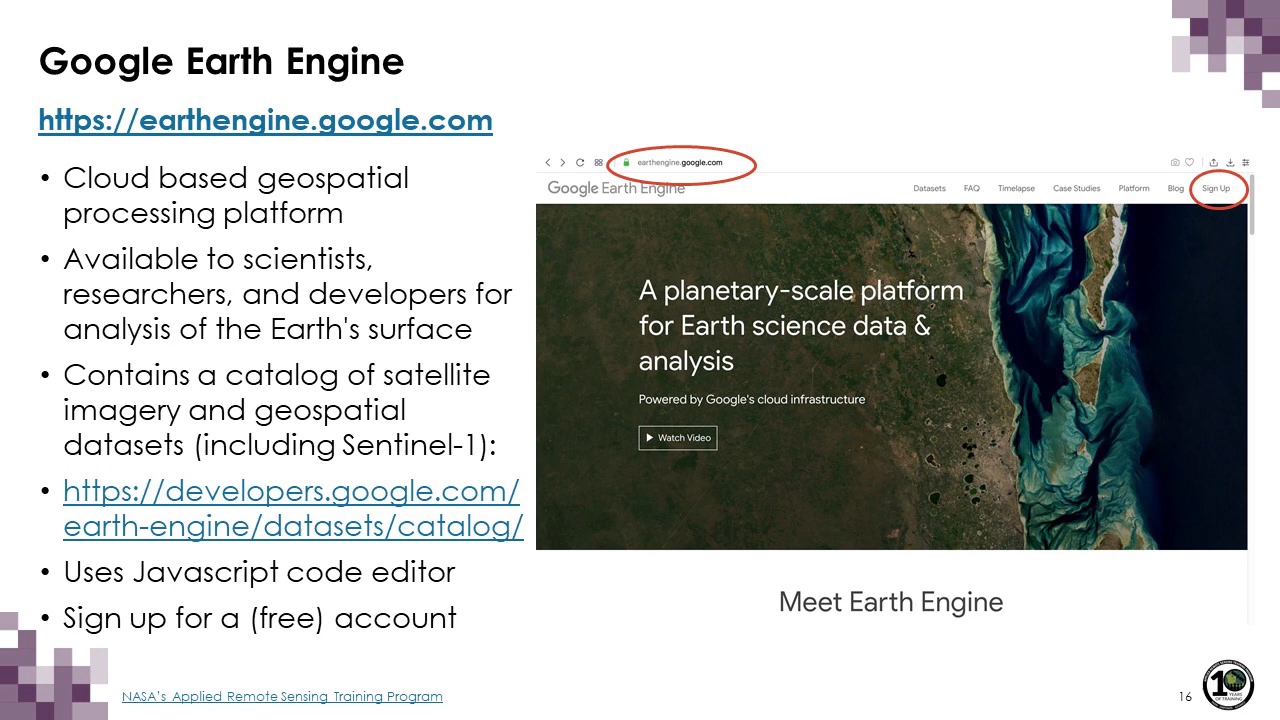 Google Earth Engine
https://earthengine.google.com
• Cloud based geospatial
processing platform
• Available to scientists,
researchers, and developers for
analysis of the Earth's surface
• Contains a catalog of satellite
imagery and geospatial
datasets (including Sentinel-1):
• https://developers.google.com/
earth-engine/datasets/catalog/
• Uses Javascript code editor
• Sign up for a (free) account
earthengine.google.com
Google Earth Engine
Datasets FAQ Timelapse Case Studies Platform Blog Sign Up
A planetary-scale platform
for Earth science data &
analysis
Powered by Google's cloud infrastructure
Watch Video
Meet Earth Engine
NASA's Applied Remote Sensing Training Program
16
10
YEARS
OF TRAINING